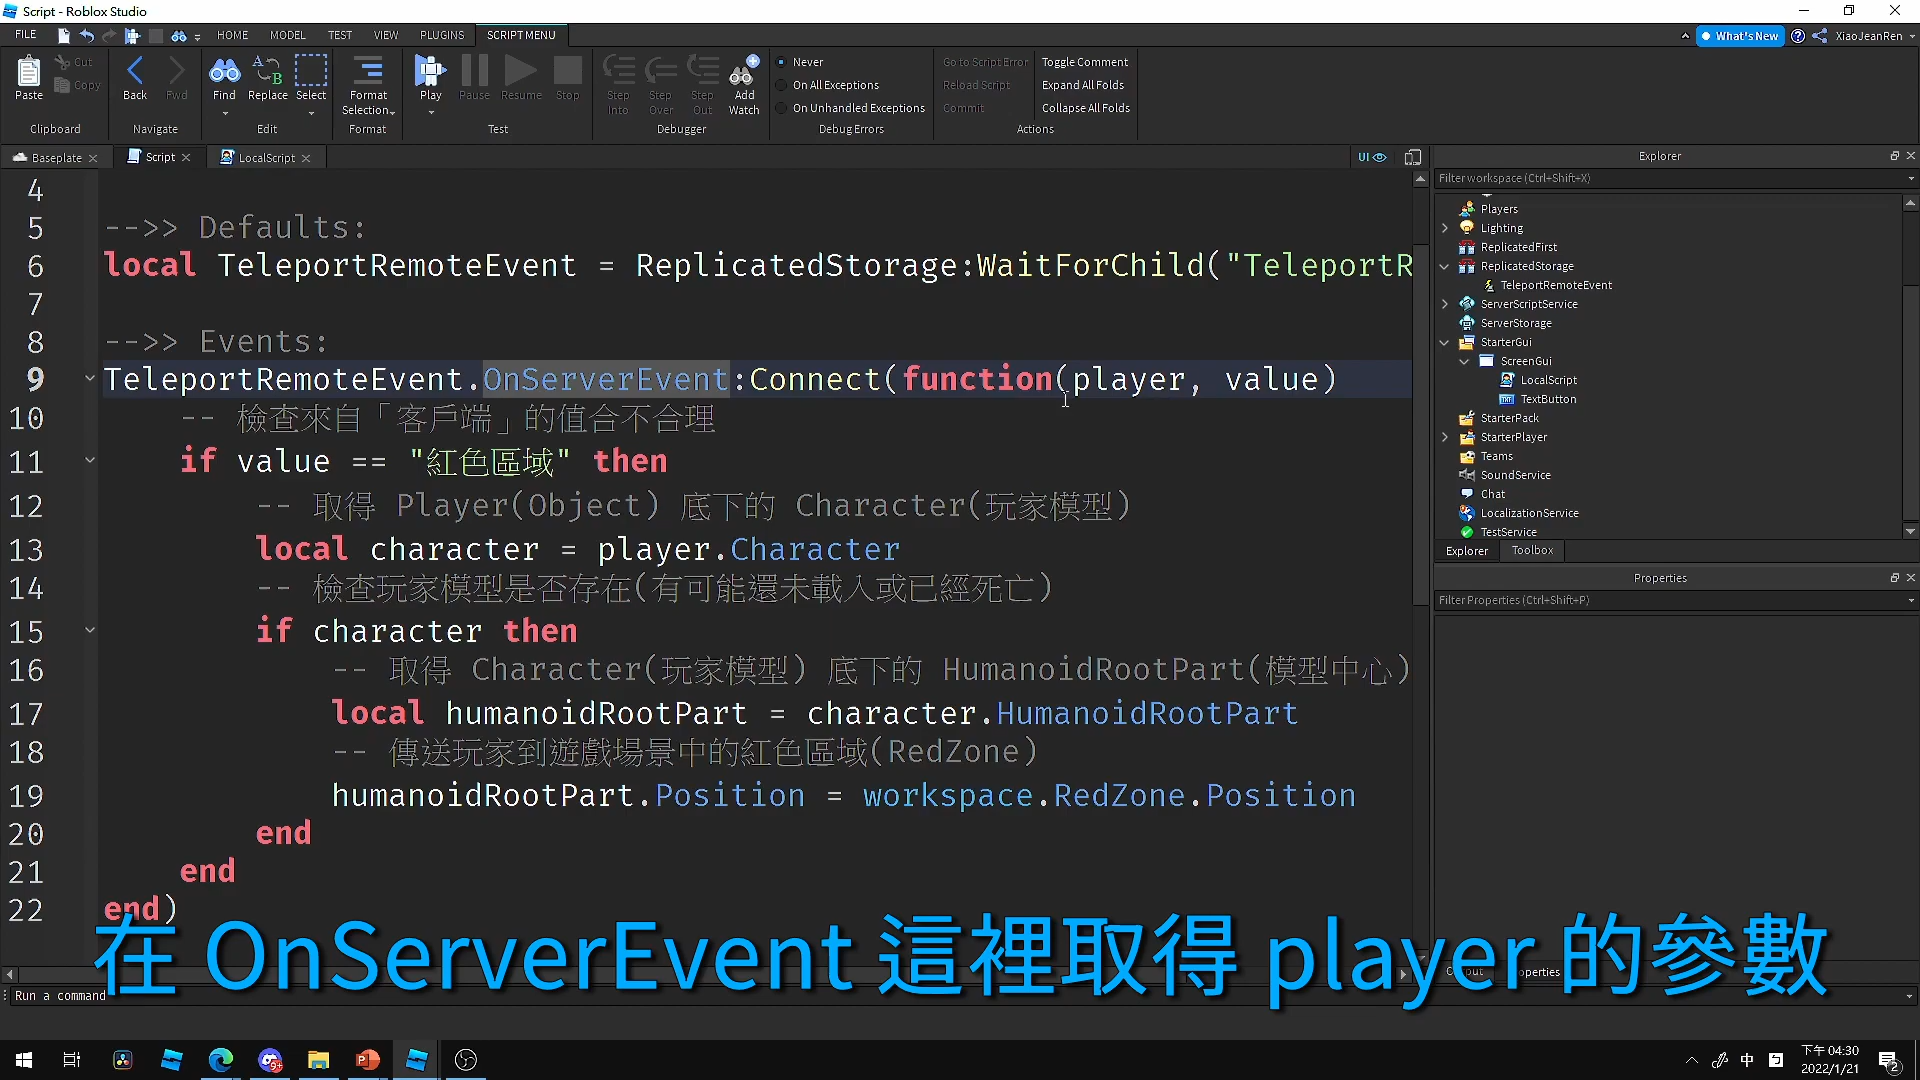 Script - Roblox Studio
FILE HOME MODEL TEST VIEW PLUGINS SCRIPT MENU What's New XiaoJeanRen
Paste Cut Copy Clipboard
Back Fwd Navigate
Find Replace Select Edit
Format Selection Format
Play Pause Resume Stop Test
Step Into Step Over Step Out Add Watch Debugger
Never
On All Exceptions
On Unhandled Exceptions
Debug Errors
Go to Script Error Toggle Comment
Reload Script Expand All Folds
Commit Collapse All Folds
Actions
Baseplate Script LocalScript UI
4
5 -->> Defaults:
6 local TeleportRemoteEvent = ReplicatedStorage:WaitForChild("TeleportR
7
8 -->> Events:
9 TeleportRemoteEvent.OnServerEvent:Connect(function(player, value)
10 -- 檢查來自「客戶端」的值合不合理
11 if value == "紅色區域" then
12 -- 取得 Player(Object) 底下的 Character(玩家模型)
13 local character = player.Character
14 -- 檢查玩家模型是否存在(有可能還未載入或已經死亡)
15 if character then
16 -- 取得 Character(玩家模型) 底下的 HumanoidRootPart(模型中心)
17 local humanoidRootPart = character.HumanoidRootPart
18 -- 傳送玩家到遊戲場景中的紅色區域(RedZone)
19 humanoidRootPart.Position = workspace.RedZone.Position
20 end
21 end
22 end)
Explorer
Filter workspace (Ctrl+Shift+X)
Players
Lighting
ReplicatedFirst
ReplicatedStorage
TeleportRemoteEvent
ServerScriptService
ServerStorage
StarterGui
ScreenGui
LocalScript
TextButton
StarterPack
StarterPlayer
Teams
SoundService
Chat
LocalizationService
TestService
Explorer Toolbox
Properties
Filter Properties (Ctrl+Shift+P)
在 OnServerEvent 這裡取得 player 的參數
Run a command
中
下午 04:30
2022/1/21
9+
2